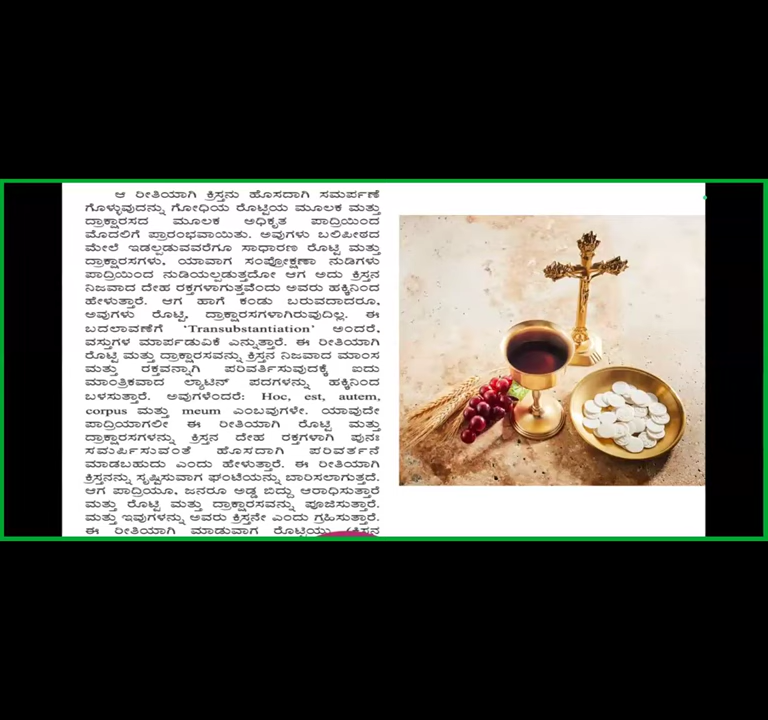 ಆ ರೀತಿಯಾಗಿ ಕ್ರಿಸ್ತನು ಹೊಸದಾಗಿ ಸಮರ್ಪಣೆ
ಗೊಳ್ಳುವುದನ್ನು ಗೋಧಿಯ ರೊಟ್ಟಿಯ ಮೂಲಕ ಮತ್ತು
ದ್ರಾಕ್ಷಾರಸದ ಮೂಲಕ ಅಧಿಕೃತ ಪಾದ್ರಿಯಿಂದ
ಮೊದಲಿಗೆ ಪ್ರಾರಂಭವಾಯಿತು. ಅವುಗಳು ಬಲಿಪೀಠದ
ಮೇಲೆ ಇಡಲ್ಪಡುವವರೆಗೂ ಸಾಧಾರಣ ರೊಟ್ಟಿ ಮತ್ತು
ದ್ರಾಕ್ಷಾರಸಗಳು, ಯಾವಾಗ ಸಂಪ್ರೋಕ್ಷಣಾ ನುಡಿಗಳು
ಪಾದ್ರಿಯಿಂದ ನುಡಿಯಲ್ಪಡುತ್ತದೋ ಆಗ ಅದು ಕ್ರಿಸ್ತನ
ನಿಜವಾದ ದೇಹ ರಕ್ತಗಳಾಗುತ್ತವೆಂದು ಅವರು ಹಕ್ಕಿನಿಂದ
ಹೇಳುತ್ತಾರೆ. ಆಗ ಹಾಗೆ ಕಂಡು ಬರುವವಾದರೂ,
ಅವುಗಳು ರೊಟ್ಟಿ, ದ್ರಾಕ್ಷಾರಸಗಳಾಗಿರುವುದಿಲ್ಲ. ಈ
ಬದಲಾವಣೆಗೆ 'Transubstantiation' ಅಂದರೆ,
ವಸ್ತುಗಳ ಮಾರ್ಪಡುವಿಕೆ ಎನ್ನುತ್ತಾರೆ. ಈ ರೀತಿಯಾಗಿ
ರೊಟ್ಟಿ ಮತ್ತು ದ್ರಾಕ್ಷಾರಸವನ್ನು ಕ್ರಿಸ್ತನ ನಿಜವಾದ ಮಾಂಸ
ಮತ್ತು ರಕ್ತವನ್ನಾಗಿ ಪರಿವರ್ತಿಸುವುದಕ್ಕೆ ಐದು
ಮಾಂತ್ರಿಕವಾದ ಲ್ಯಾಟಿನ್ ಪದಗಳನ್ನು ಹಕ್ಕಿನಿಂದ
ಬಳಸುತ್ತಾರೆ. ಅವುಗಳೆಂದರೆ: Hoc, est, autem,
corpus ಮತ್ತು meum ಎಂಬವುಗಳೇ. ಯಾವುದೇ
ಪಾದ್ರಿಯಾಗಲೀ ಈ ರೀತಿಯಾಗಿ ರೊಟ್ಟಿ ಮತ್ತು
ದ್ರಾಕ್ಷಾರಸಗಳನ್ನು ಕ್ರಿಸ್ತನ ದೇಹ ರಕ್ತಗಳಾಗಿ ಪುನಃ
ಸಮರ್ಪಿಸುವಂತೆ ಹೊಸದಾಗಿ ಪರಿವರ್ತನೆ
ಮಾಡಬಹುದು ಎಂದು ಹೇಳುತ್ತಾರೆ. ಈ ರೀತಿಯಾಗಿ
ಕ್ರಿಸ್ತನನ್ನು ಸೃಷ್ಟಿಸುವಾಗ ಘಂಟೆಯನ್ನು ಬಾರಿಸಲಾಗುತ್ತದೆ.
ಆಗ ಪಾದ್ರಿಯೂ, ಜನರೂ ಅಡ್ಡ ಬಿದ್ದು ಆರಾಧಿಸುತ್ತಾರೆ
ಮತ್ತು ರೊಟ್ಟಿ ಮತ್ತು ದ್ರಾಕ್ಷಾರಸವನ್ನು ಪೂಜಿಸುತ್ತಾರೆ.
ಮತ್ತು ಇವುಗಳನ್ನು ಅವರು ಕ್ರಿಸ್ತನೇ ಎಂದು ಗ್ರಹಿಸುತ್ತಾರೆ.
ಈ ರೀತಿಯಾಗಿ ಮಾಡುವಾಗ ರೊಟ್ಟಿಯು